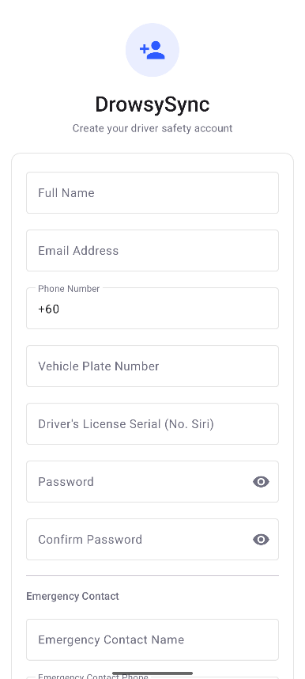 DrowsySync
Create your driver safety account
Full Name
Email Address
Phone Number
+60
Vehicle Plate Number
Driver's License Serial (No. Siri)
Password
Confirm Password
Emergency Contact
Emergency Contact Name
Emergency Contact Phone